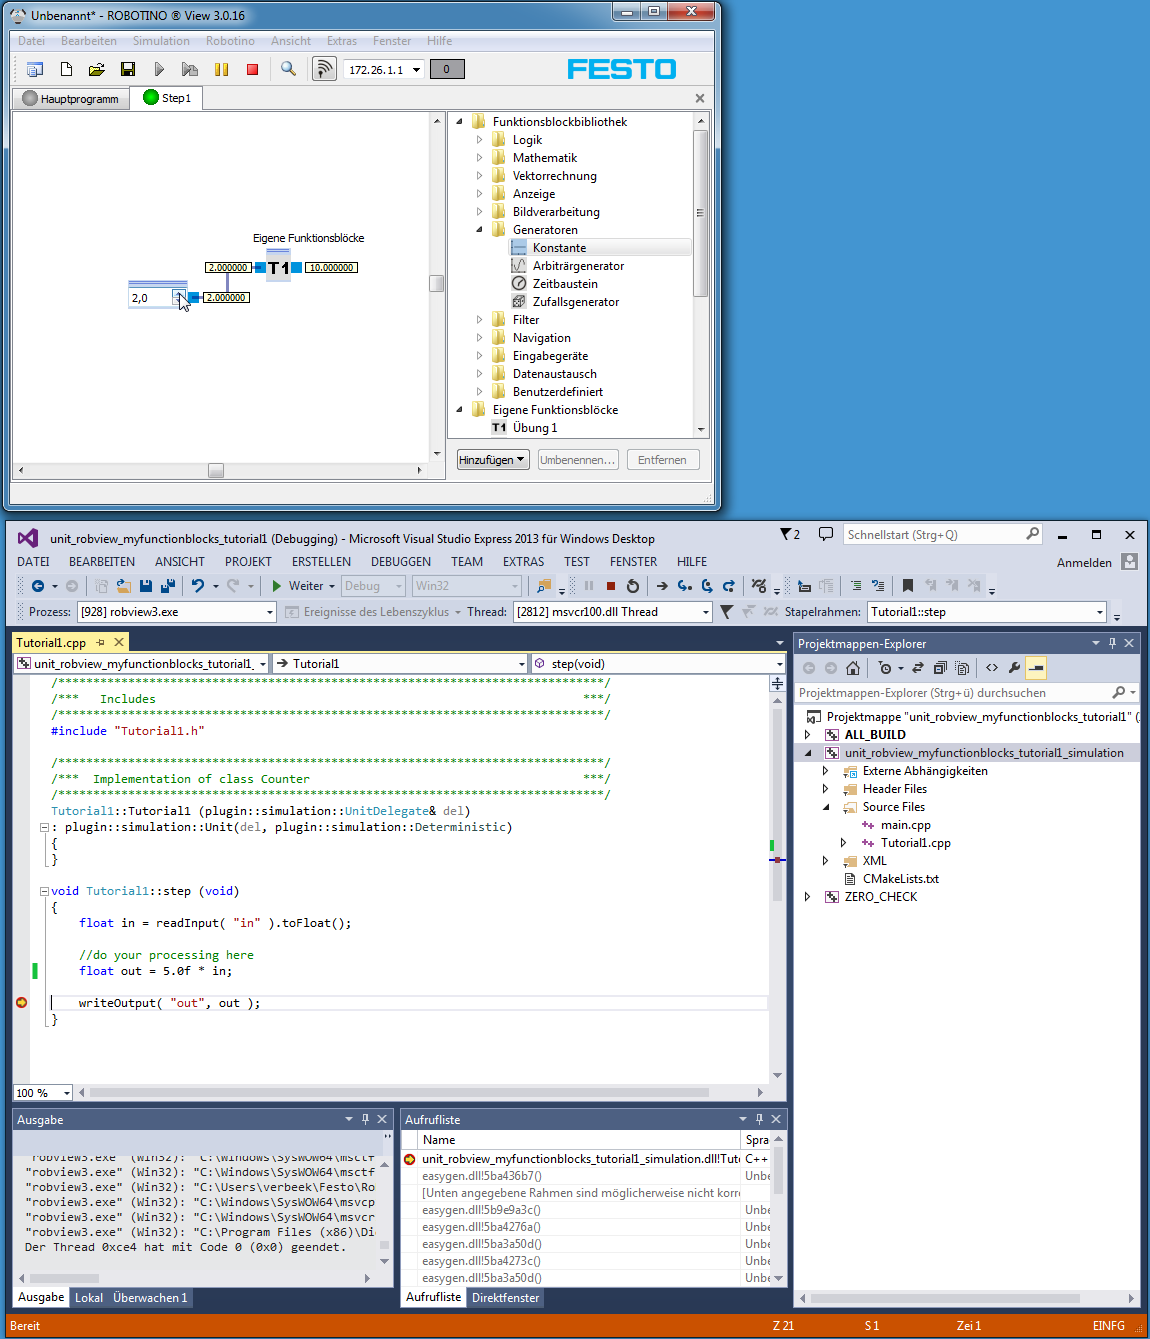 Unbenannt* - ROBOTINO ® View 3.0.16
Datei Bearbeiten Simulation Robotino Ansicht Extras Fenster Hilfe
172.26.1.1 0 FESTO
Hauptprogramm Step1
Funktionsblockbibliothek
Logik
Mathematik
Vektorrechnung
Anzeige
Bildverarbeitung
Generatoren
Konstante
Arbiträrgenerator
Zeitbaustein
Zufallsgenerator
Filter
Navigation
Eingabegeräte
Datenaustausch
Benutzerdefiniert
Eigene Funktionsblöcke
T1 Übung 1
Eigene Funktionsblöcke
2.000000 T1 10.000000
2,0 2.000000
Hinzufügen Umbenennen... Entfernen
unit_robview_myfunctionblocks_tutorial1 (Debugging) - Microsoft Visual Studio Express 2013 für Windows Desktop
2 Schnellstart (Strg+Q)
DATEI BEARBEITEN ANSICHT PROJEKT ERSTELLEN DEBUGGEN TEAM EXTRAS TEST FENSTER HILFE
Anmelden
Weiter Debug Win32
Prozess: [928] robview3.exe Ereignisse des Lebenszyklus Thread: [2812] msvcr100.dll Thread Stapelrahmen: Tutorial1::step
Tutorial1.cpp
unit_robview_myfunctionblocks_tutorial1_ Tutorial1 step(void)
/******************************************************************************/
/***    Includes                                                             ***/
/******************************************************************************/
#include "Tutorial1.h"
/******************************************************************************/
/***  Implementation of class Counter                                       ***/
/******************************************************************************/
Tutorial1::Tutorial1 (plugin::simulation::UnitDelegate& del)
: plugin::simulation::Unit(del, plugin::simulation::Deterministic)
{
}
void Tutorial1::step (void)
{
float in = readInput( "in" ).toFloat();
//do your processing here
float out = 5.0f * in;
writeOutput( "out", out );
}
100 %
Projektmappen-Explorer
Projektmappen-Explorer (Strg+ü) durchsuchen
Projektmappe "unit_robview_myfunctionblocks_tutorial1" (
ALL_BUILD
unit_robview_myfunctionblocks_tutorial1_simulation
Externe Abhängigkeiten
Header Files
Source Files
main.cpp
Tutorial1.cpp
XML
CMakeLists.txt
ZERO_CHECK
Ausgabe
"robview3.exe" (Win32): "C:\Windows\SysWOW64\msctf
"robview3.exe" (Win32): "C:\Windows\SysWOW64\msctf
"robview3.exe" (Win32): "C:\Users\verbeek\Festo\Ro
"robview3.exe" (Win32): "C:\Windows\SysWOW64\msvcp
"robview3.exe" (Win32): "C:\Windows\SysWOW64\msvcr
"robview3.exe" (Win32): "C:\Program Files (x86)\Di
Der Thread 0xce4 hat mit Code 0 (0x0) geendet.
Ausgabe Lokal Überwachen 1
Aufrufliste
Name Spra
unit_robview_myfunctionblocks_tutorial1_simulation.dll!Tuto C++
easygen.dll!5ba436b7() Unbe
[Unten angegebene Rahmen sind möglicherweise nicht korre
easygen.dll!5b9e9a3c() Unbe
easygen.dll!5ba4276a() Unbe
easygen.dll!5ba3a50d() Unbe
easygen.dll!5ba4273c() Unbe
easygen.dll!5ba3a50d() Unbe
Aufrufliste Direktfenster
Bereit Z 21 S 1 Zei 1 EINFG